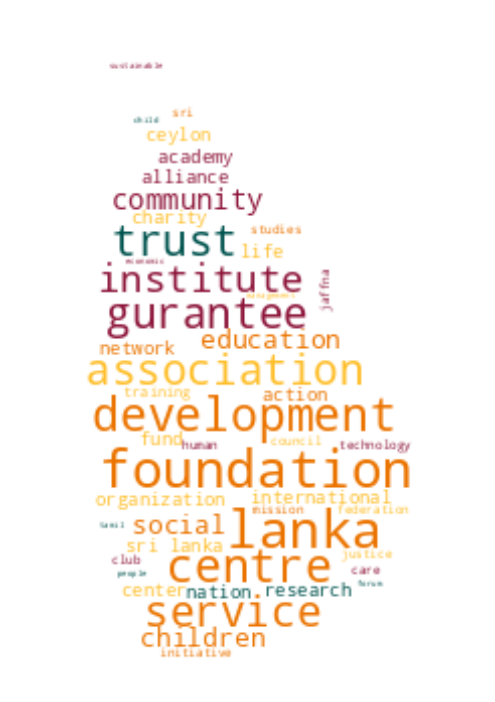 sustainable
sri
child
ceylon
academy
alliance
community
charity
trust
studies
life
economic
institute
jaffna
management
gurantee
education
network
association
training
action
development
fund
human
council
technology
foundation
organization
international
mission
federation
lanka
social
tamil
sri lanka
justice
centre
club
care
people
forum
center
nation
research
service
children
initiative